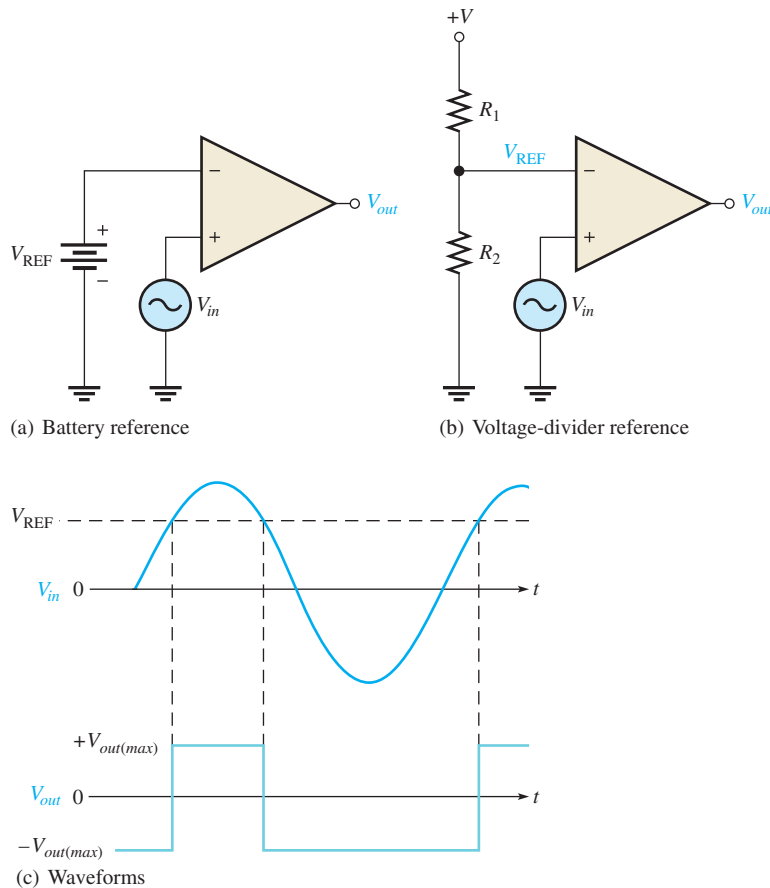 +V
R1
VREF
−
Vout
+
R2
Vin
−
Vout
+
VREF
+
−
Vin
(a) Battery reference
(b) Voltage-divider reference
VREF
Vin 0
t
+Vout(max)
Vout 0
t
−Vout(max)
(c) Waveforms